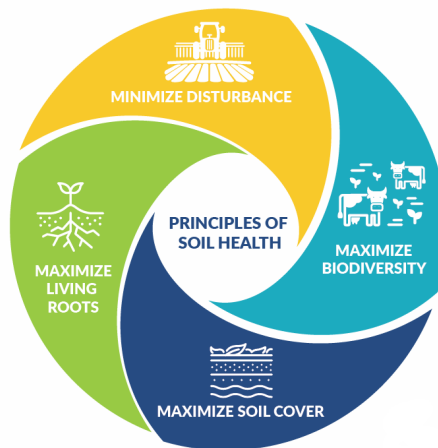 MINIMIZE DISTURBANCE
PRINCIPLES OF
SOIL HEALTH
MAXIMIZE
BIODIVERSITY
MAXIMIZE
LIVING
ROOTS
MAXIMIZE SOIL COVER